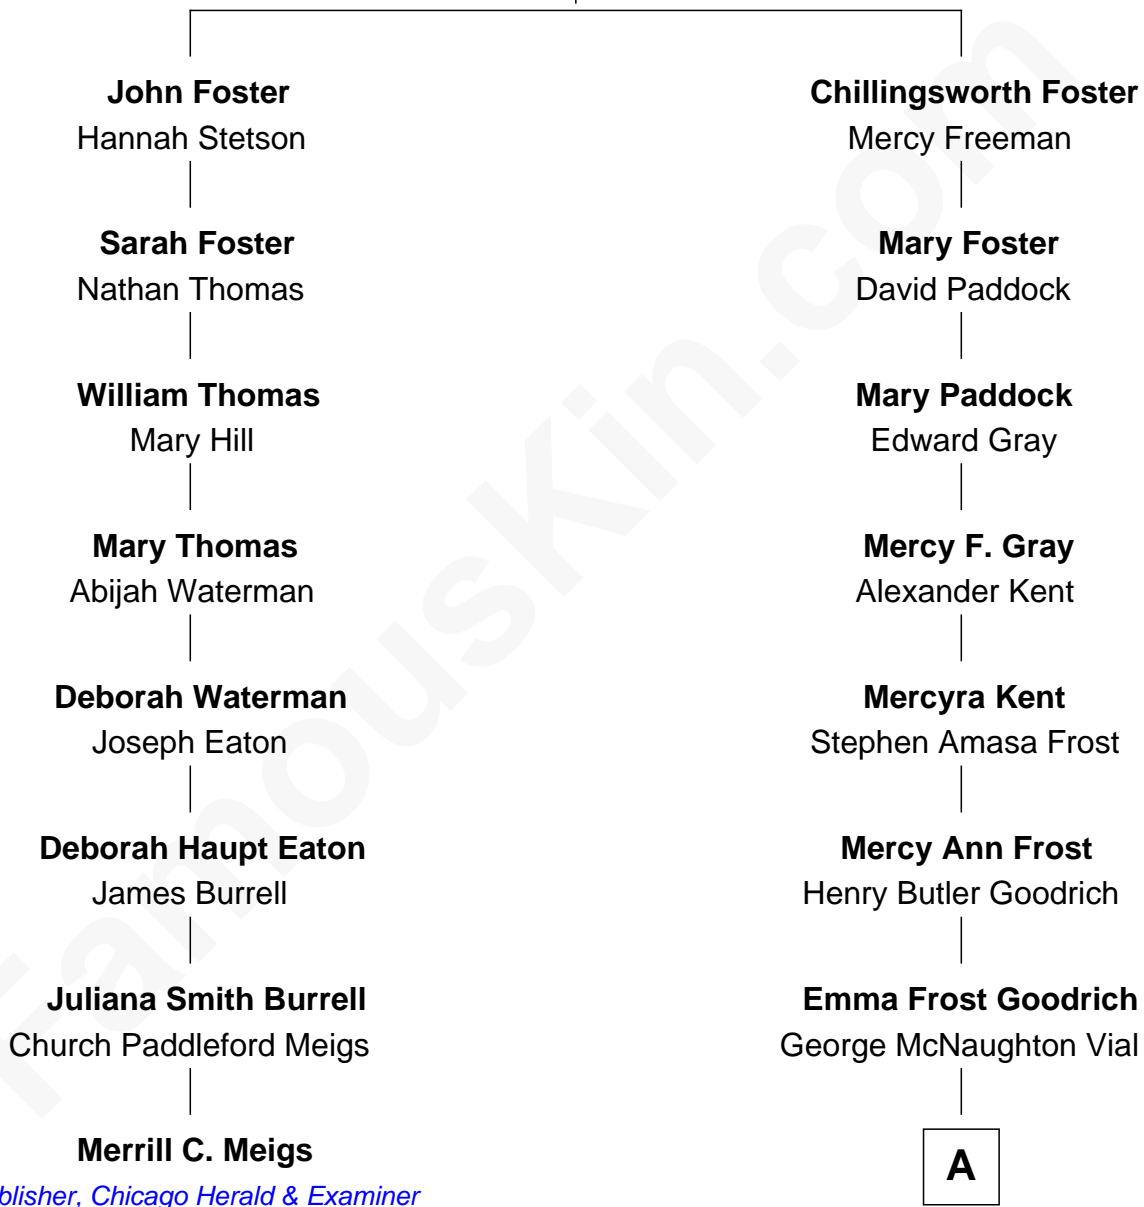 John Foster
Hannah Stetson
Sarah Foster
Nathan Thomas
William Thomas
Mary Hill
Mary Thomas
Abijah Waterman
Deborah Waterman
Joseph Eaton
Deborah Haupt Eaton
James Burrell
Juliana Smith Burrell
Church Paddleford Meigs
Merrill C. Meigs
blisher, Chicago Herald & Examiner
Chillingsworth Foster
Mercy Freeman
Mary Foster
David Paddock
Mary Paddock
Edward Gray
Mercy F. Gray
Alexander Kent
Mercyra Kent
Stephen Amasa Frost
Mercy Ann Frost
Henry Butler Goodrich
Emma Frost Goodrich
George McNaughton Vial
A
FamousKin.com